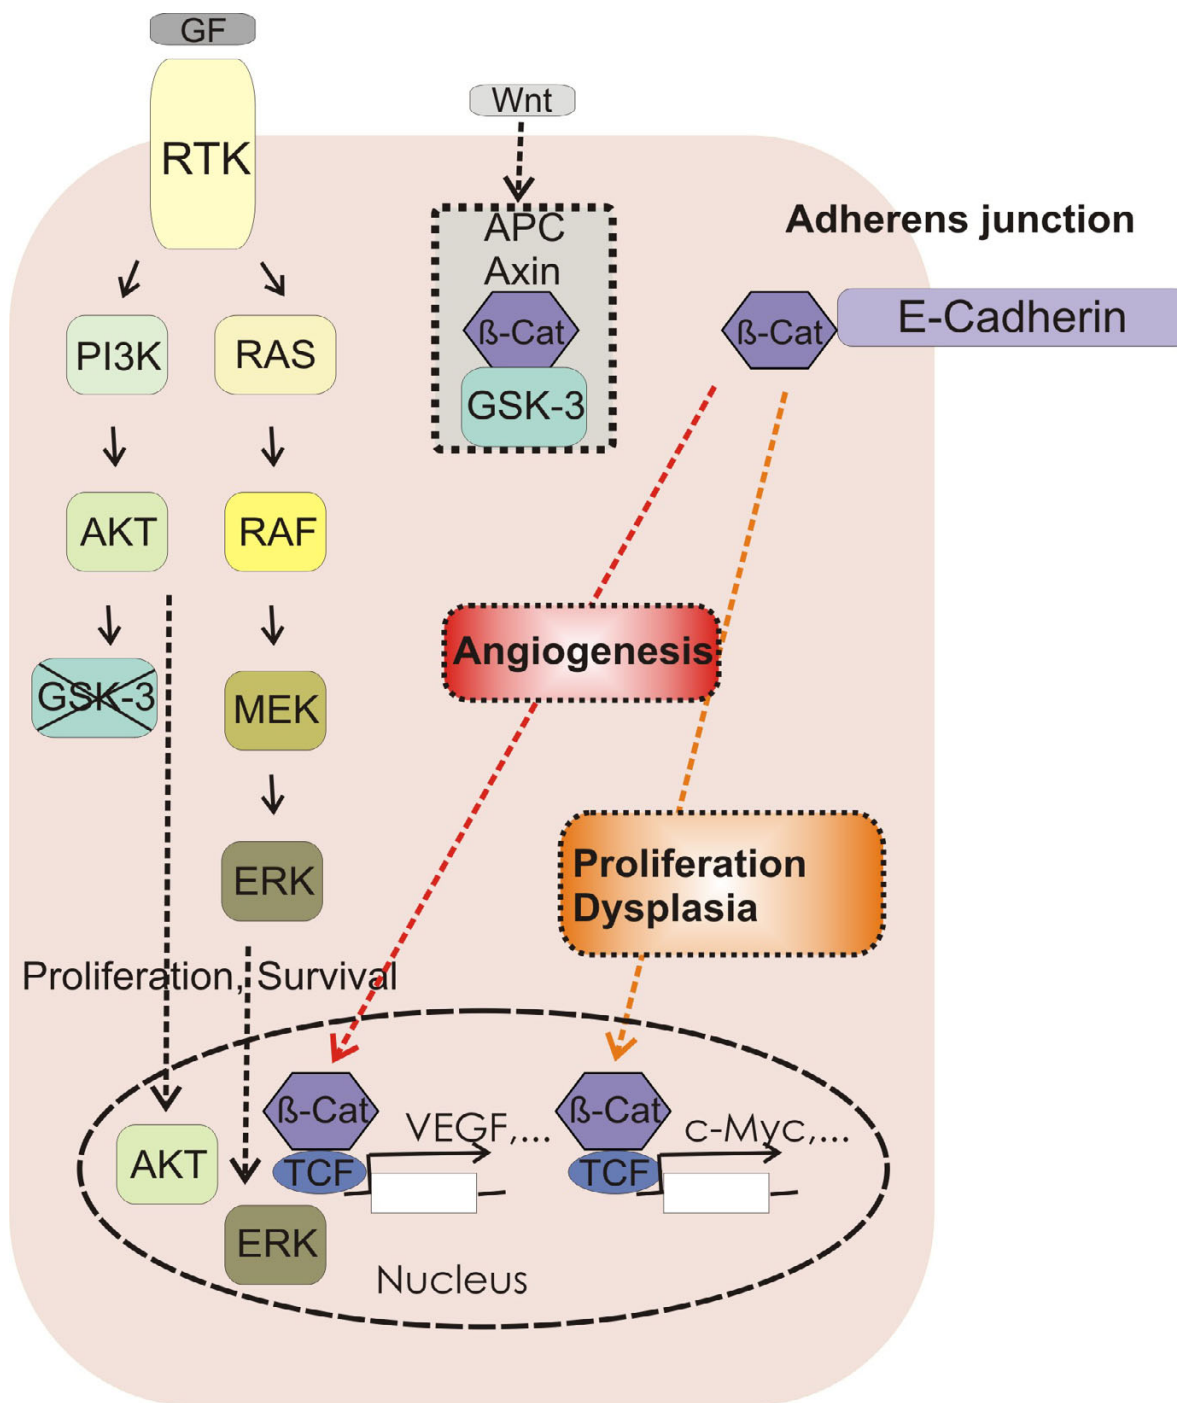 GF
RTK
Wnt
APC
Axin
ß-Cat
GSK-3
Adherens junction
ß-Cat
E-Cadherin
PI3K
RAS
AKT
RAF
GSK-3
MEK
ERK
Angiogenesis
Proliferation
Dysplasia
Proliferation, Survival
ß-Cat
TCF
VEGF,...
ß-Cat
TCF
c-Myc,...
AKT
ERK
Nucleus